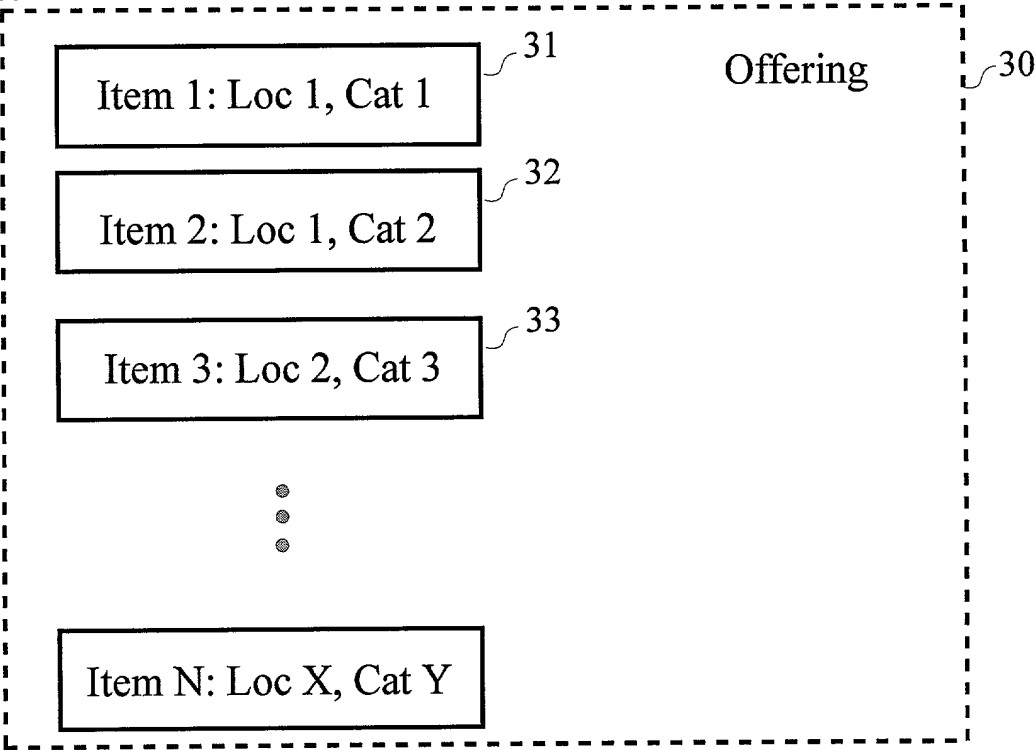 31
Item 1: Loc 1, Cat 1
Offering
30
32
Item 2: Loc 1, Cat 2
33
Item 3: Loc 2, Cat 3
Item N: Loc X, Cat Y